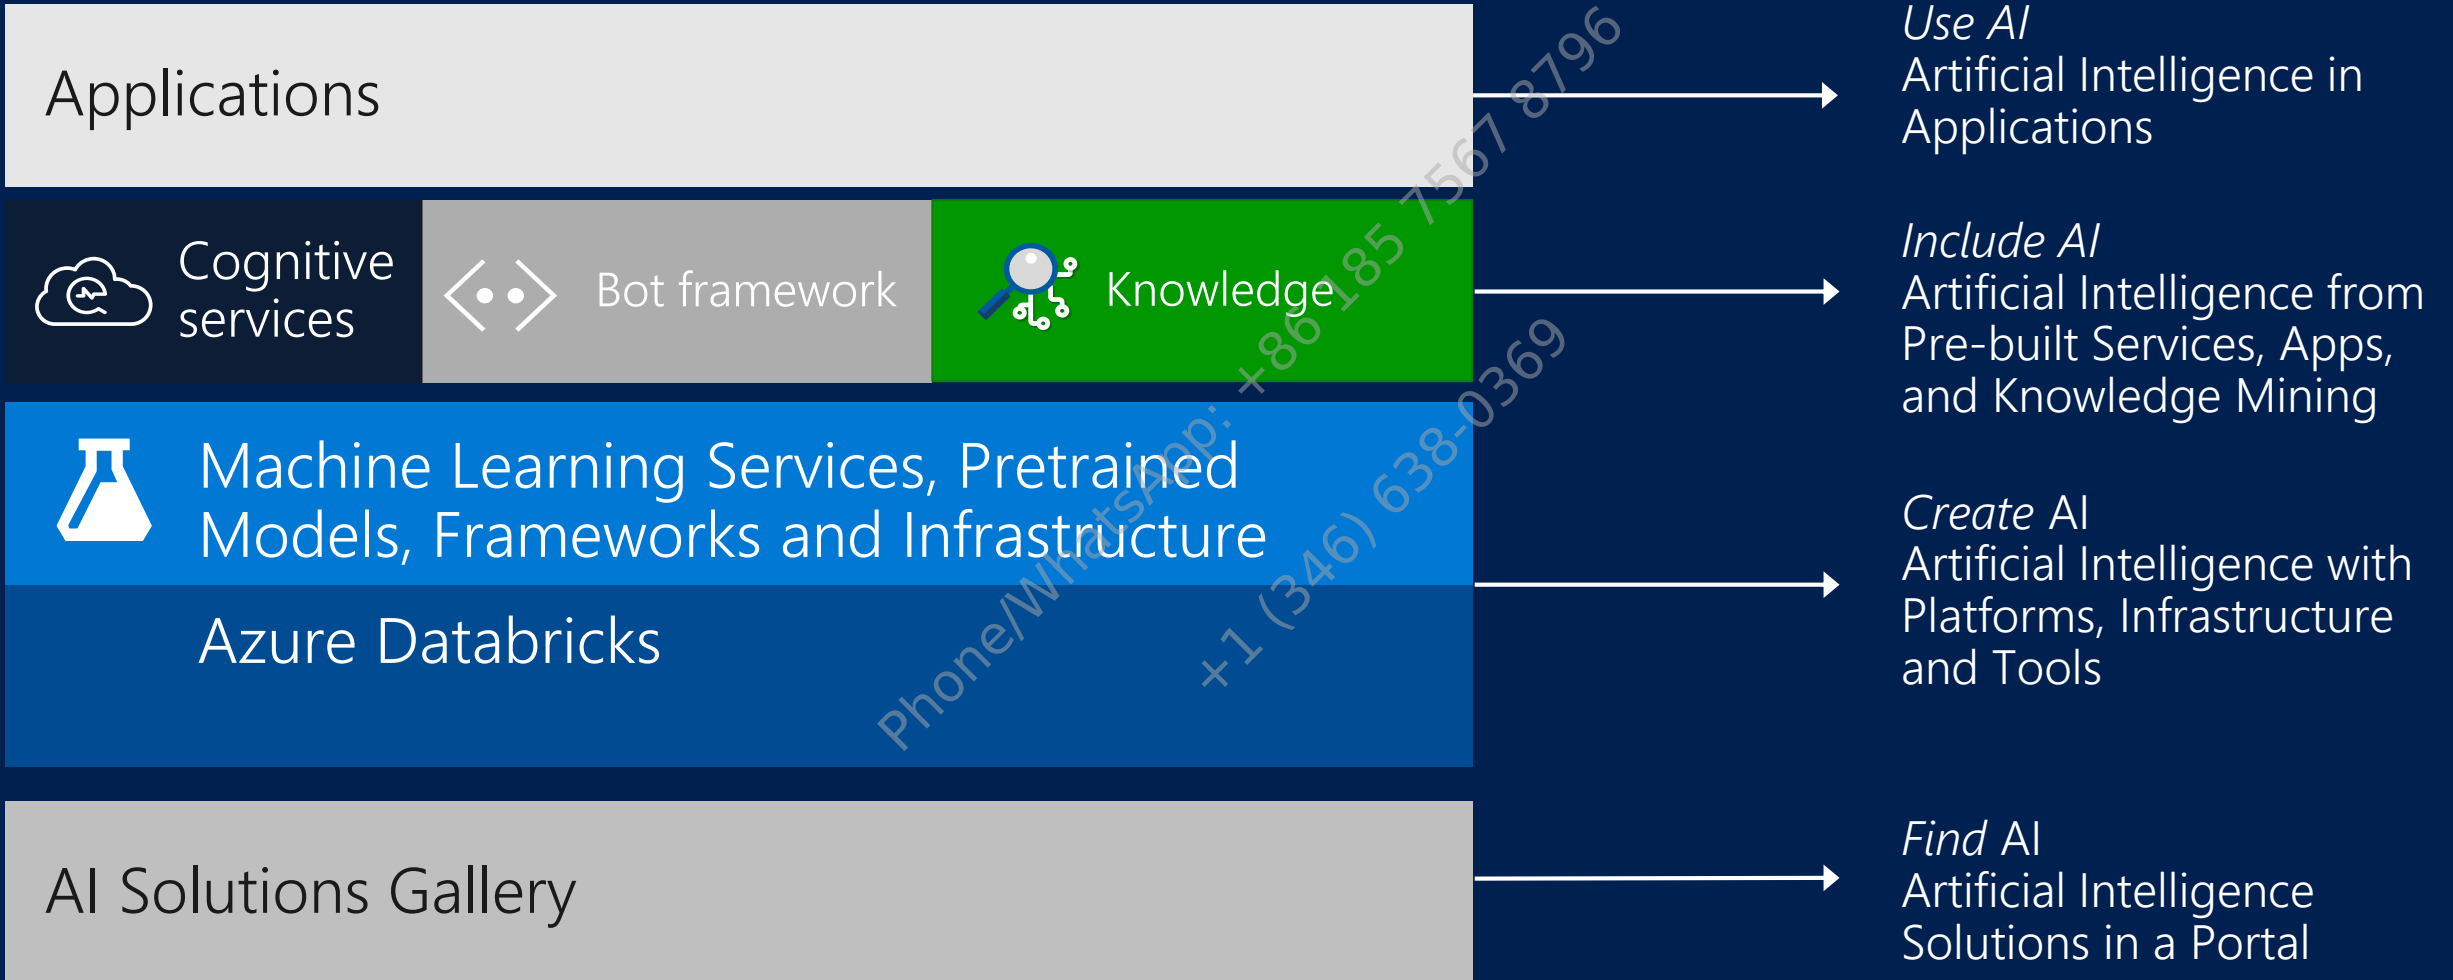 Applications
Use AI
Artificial Intelligence in
Applications
Cognitive
services
Bot framework
Knowledge
Include AI
Artificial Intelligence from
Pre-built Services, Apps,
and Knowledge Mining
Machine Learning Services, Pretrained
Models, Frameworks and Infrastructure
Azure Databricks
Create AI
Artificial Intelligence with
Platforms, Infrastructure
and Tools
AI Solutions Gallery
Find AI
Artificial Intelligence
Solutions in a Portal
Phone/WhatsApp: +86 185 7567 8796
+1 (346) 638-0369